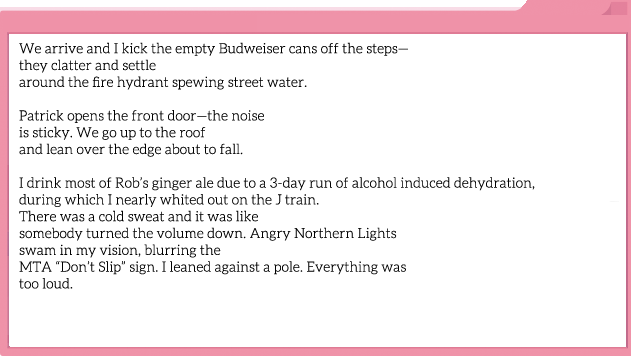 We arrive and I kick the empty Budweiser cans off the steps—
they clatter and settle
around the fire hydrant spewing street water.
Patrick opens the front door—the noise
is sticky. We go up to the roof
and lean over the edge about to fall.
I drink most of Rob's ginger ale due to a 3-day run of alcohol induced dehydration,
during which I nearly whited out on the J train.
There was a cold sweat and it was like
somebody turned the volume down. Angry Northern Lights
swam in my vision, blurring the
MTA “Don't Slip” sign. I leaned against a pole. Everything was
too loud.